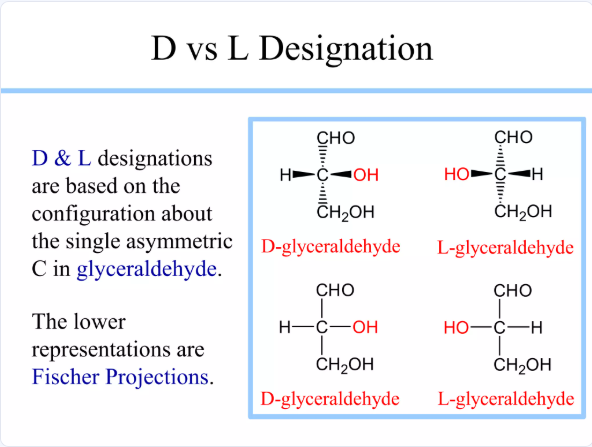 D vs L Designation
D & L designations
are based on the
configuration about
the single asymmetric
C in glyceraldehyde.
The lower
representations are
Fischer Projections.
CHO
H C OH
CH₂OH
D-glyceraldehyde
CHO
HO C H
CH₂OH
L-glyceraldehyde
CHO
H C OH
CH₂OH
D-glyceraldehyde
CHO
HO C H
CH₂OH
L-glyceraldehyde